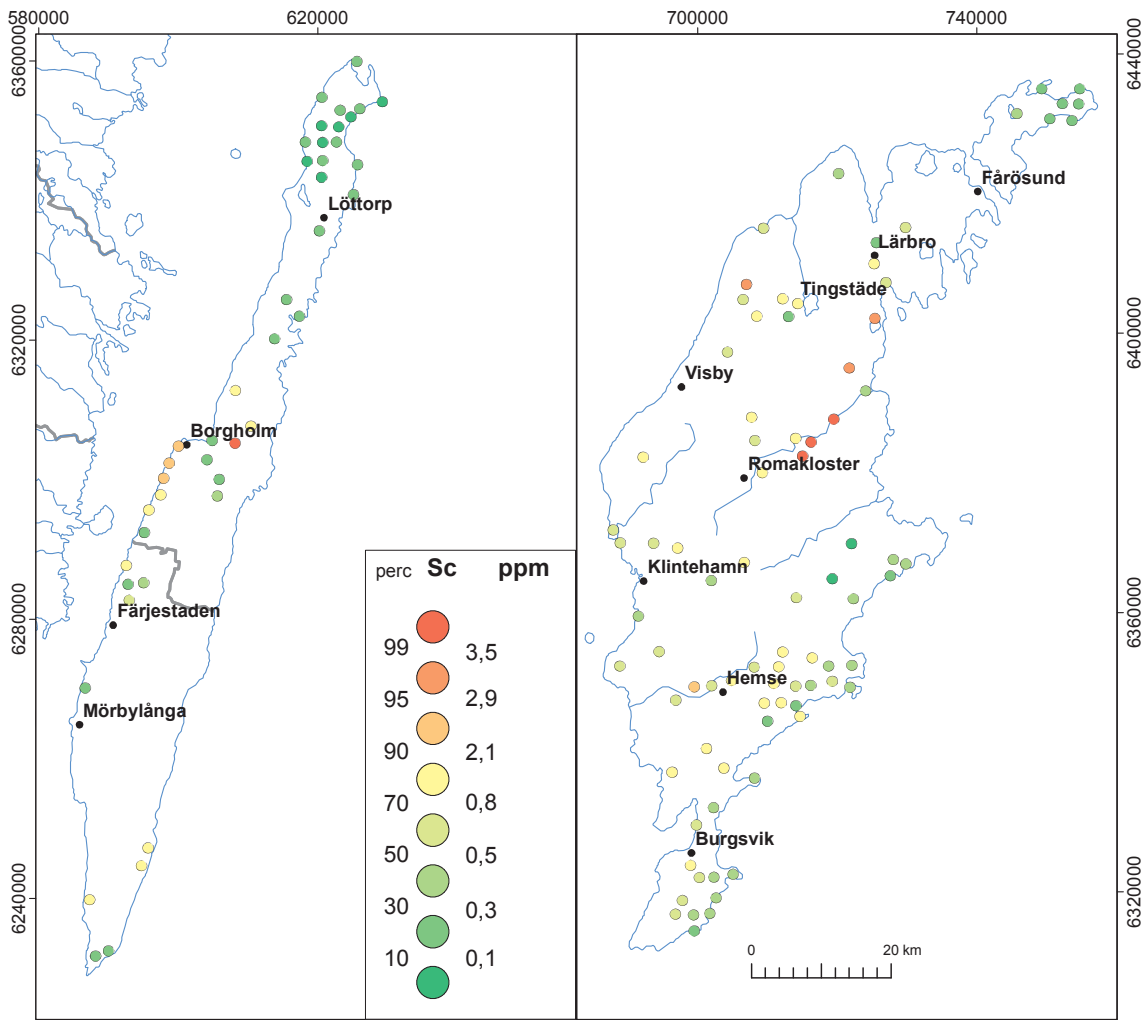 580000
620000
700000
740000
6360000
6320000
6280000
6240000
6440000
6400000
6360000
6320000
Löttorp
Borgholm
Färjestaden
Mörbylånga
Fårösund
Lärbro
Tingstäde
Visby
Romakloster
Klintehamn
Hemse
Burgsvik
perc Sc ppm
99 3,5
95 2,9
90 2,1
70 0,8
50 0,5
30 0,3
10 0,1
0 20 km